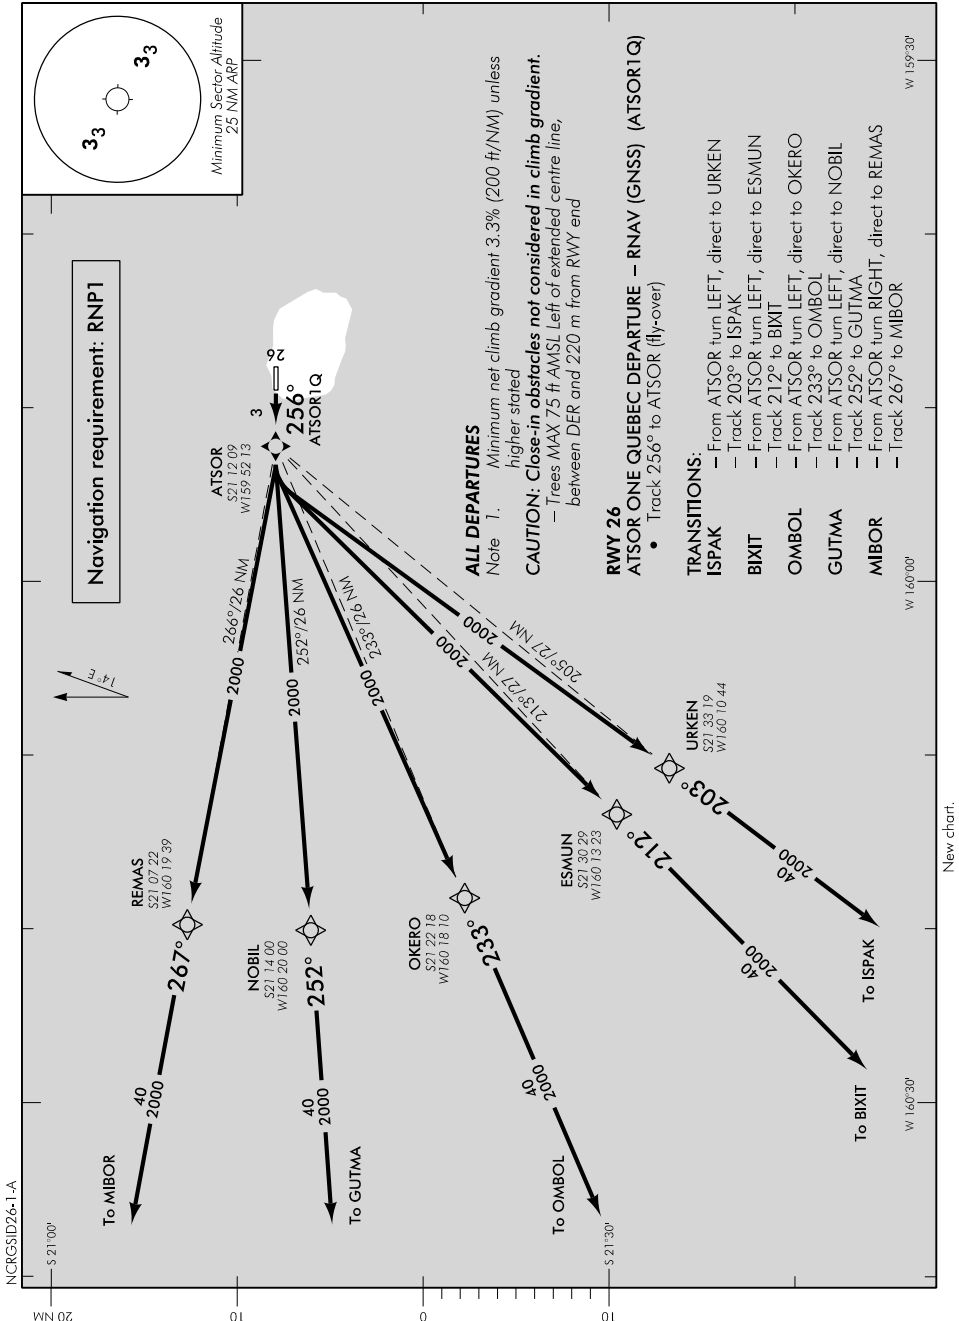 NCRGSID26-1-A
Navigation requirement: RNP1
3₃
3₃
Minimum Sector Altitude
25 NM ARP
14° E
S 21°00'
S 21°30'
W 159°30'
W 160°00'
W 160°30'
20 NM
10
0
10
26
3
256°
ATSOR1Q
ATSOR
S21 12 09
W159 52 13
266°/26 NM
2000
REMAS
S21 07 22
W160 19 39
267°
40
2000
To MIBOR
252°/26 NM
2000
NOBIL
S21 14 00
W160 20 00
252°
40
2000
To GUTMA
233°/26 NM
2000
OKERO
S21 22 18
W160 18 10
233°
40
2000
To OMBOL
213°/27 NM
2000
ESMUN
S21 30 29
W160 13 23
212°
40
2000
To BIXIT
205°/27 NM
2000
URKEN
S21 33 19
W160 10 44
203°
40
2000
To ISPAK
ALL DEPARTURES
Note 1. Minimum net climb gradient 3.3% (200 ft/NM) unless
higher stated
CAUTION: Close-in obstacles not considered in climb gradient.
– Trees MAX 75 ft AMSL Left of extended centre line,
between DER and 220 m from RWY end
RWY 26
ATSOR ONE QUEBEC DEPARTURE – RNAV (GNSS) (ATSOR1Q)
• Track 256° to ATSOR (fly-over)
TRANSITIONS:
ISPAK – From ATSOR turn LEFT, direct to URKEN
– Track 203° to ISPAK
BIXIT – From ATSOR turn LEFT, direct to ESMUN
– Track 212° to BIXIT
OMBOL – From ATSOR turn LEFT, direct to OKERO
– Track 233° to OMBOL
GUTMA – From ATSOR turn LEFT, direct to NOBIL
– Track 252° to GUTMA
MIBOR – From ATSOR turn RIGHT, direct to REMAS
– Track 267° to MIBOR
New chart.